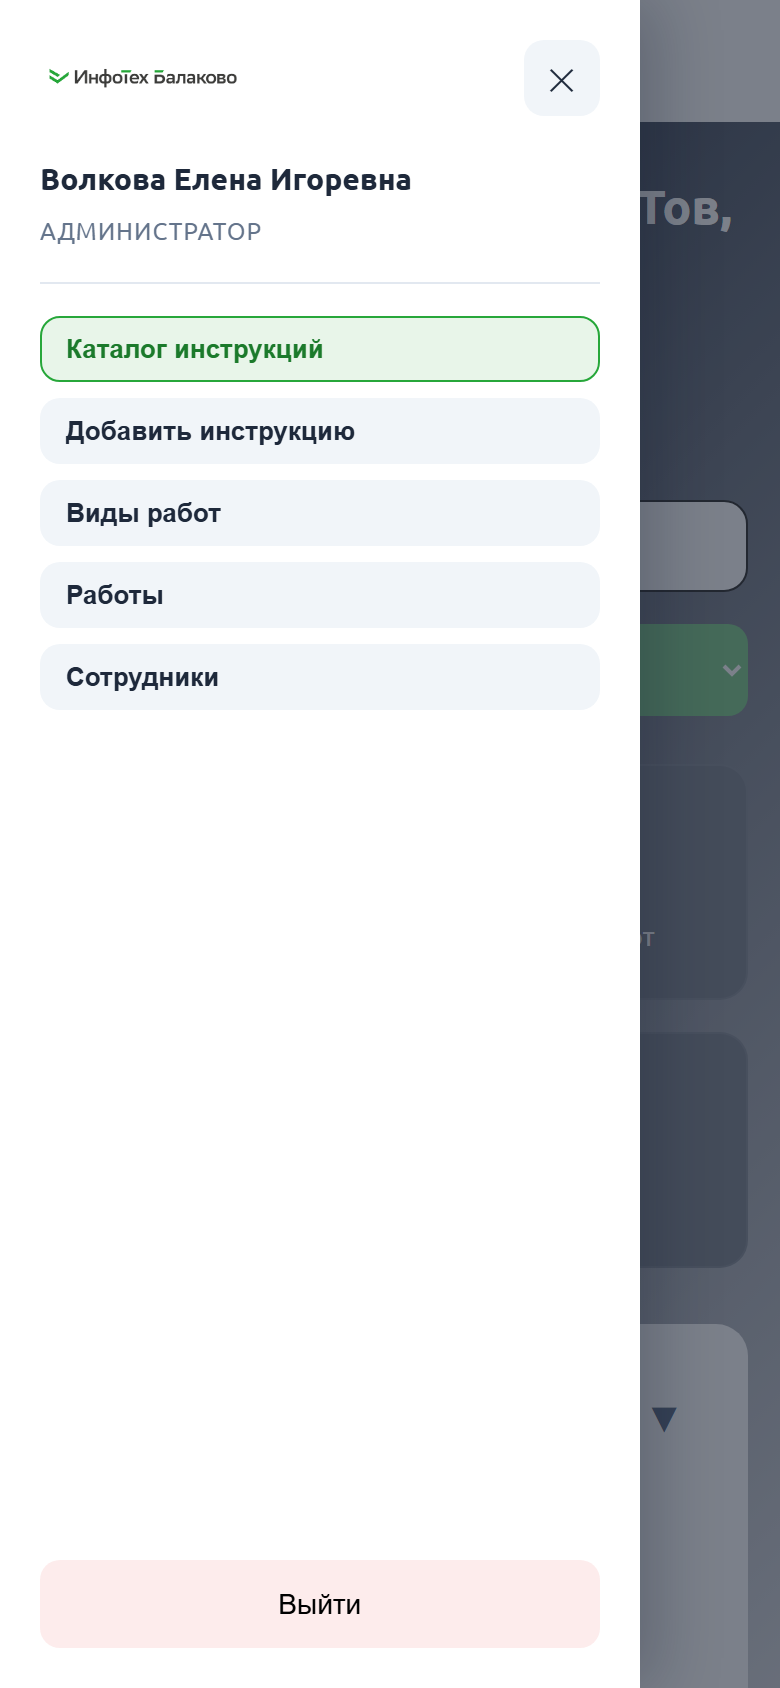 ИнфоТех Балаково
Волкова Елена Игоревна
АДМИНИСТРАТОР
Каталог инструкций
Добавить инструкцию
Виды работ
Работы
Сотрудники
Выйти